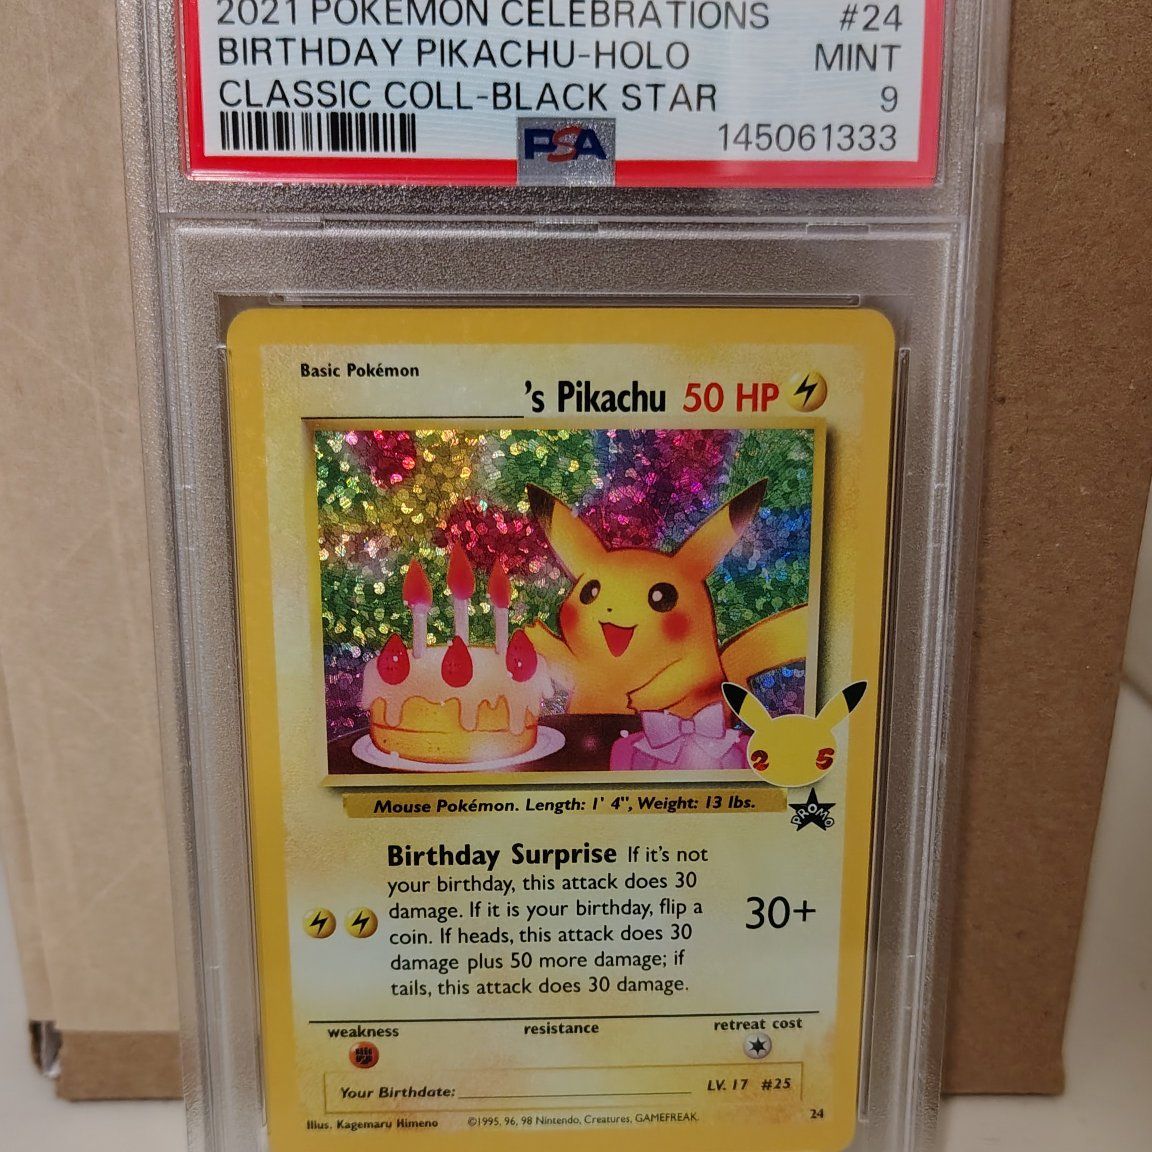 2021 POKEMON CELEBRATIONS #24
BIRTHDAY PIKACHU-HOLO MINT
CLASSIC COLL-BLACK STAR 9
PSA 145061333
Basic Pokémon
________'s Pikachu 50 HP
25
Mouse Pokémon. Length: 1' 4", Weight: 13 lbs.
PROMO
Birthday Surprise If it's not
your birthday, this attack does 30
damage. If it is your birthday, flip a
coin. If heads, this attack does 30
damage plus 50 more damage; if
tails, this attack does 30 damage.
30+
weakness resistance retreat cost
Your Birthdate:________ LV. 17 #25
Illus. Kagemaru Himeno ©1995, 96, 98 Nintendo, Creatures, GAMEFREAK. 24